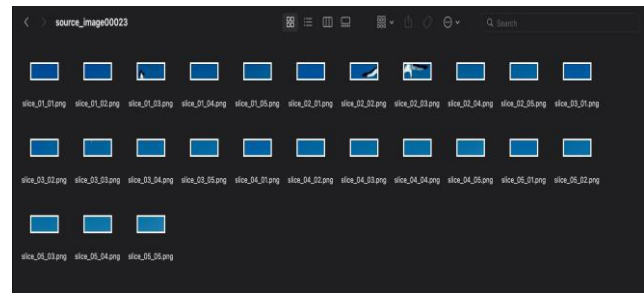 source_image00023
Search
slice_01_01.png slice_01_02.png slice_01_03.png slice_01_04.png slice_01_05.png slice_02_01.png slice_02_02.png slice_02_03.png slice_02_04.png slice_02_05.png slice_03_01.png
slice_03_02.png slice_03_03.png slice_03_04.png slice_03_05.png slice_04_01.png slice_04_02.png slice_04_03.png slice_04_04.png slice_04_05.png slice_05_01.png slice_05_02.png
slice_05_03.png slice_05_04.png slice_05_05.png